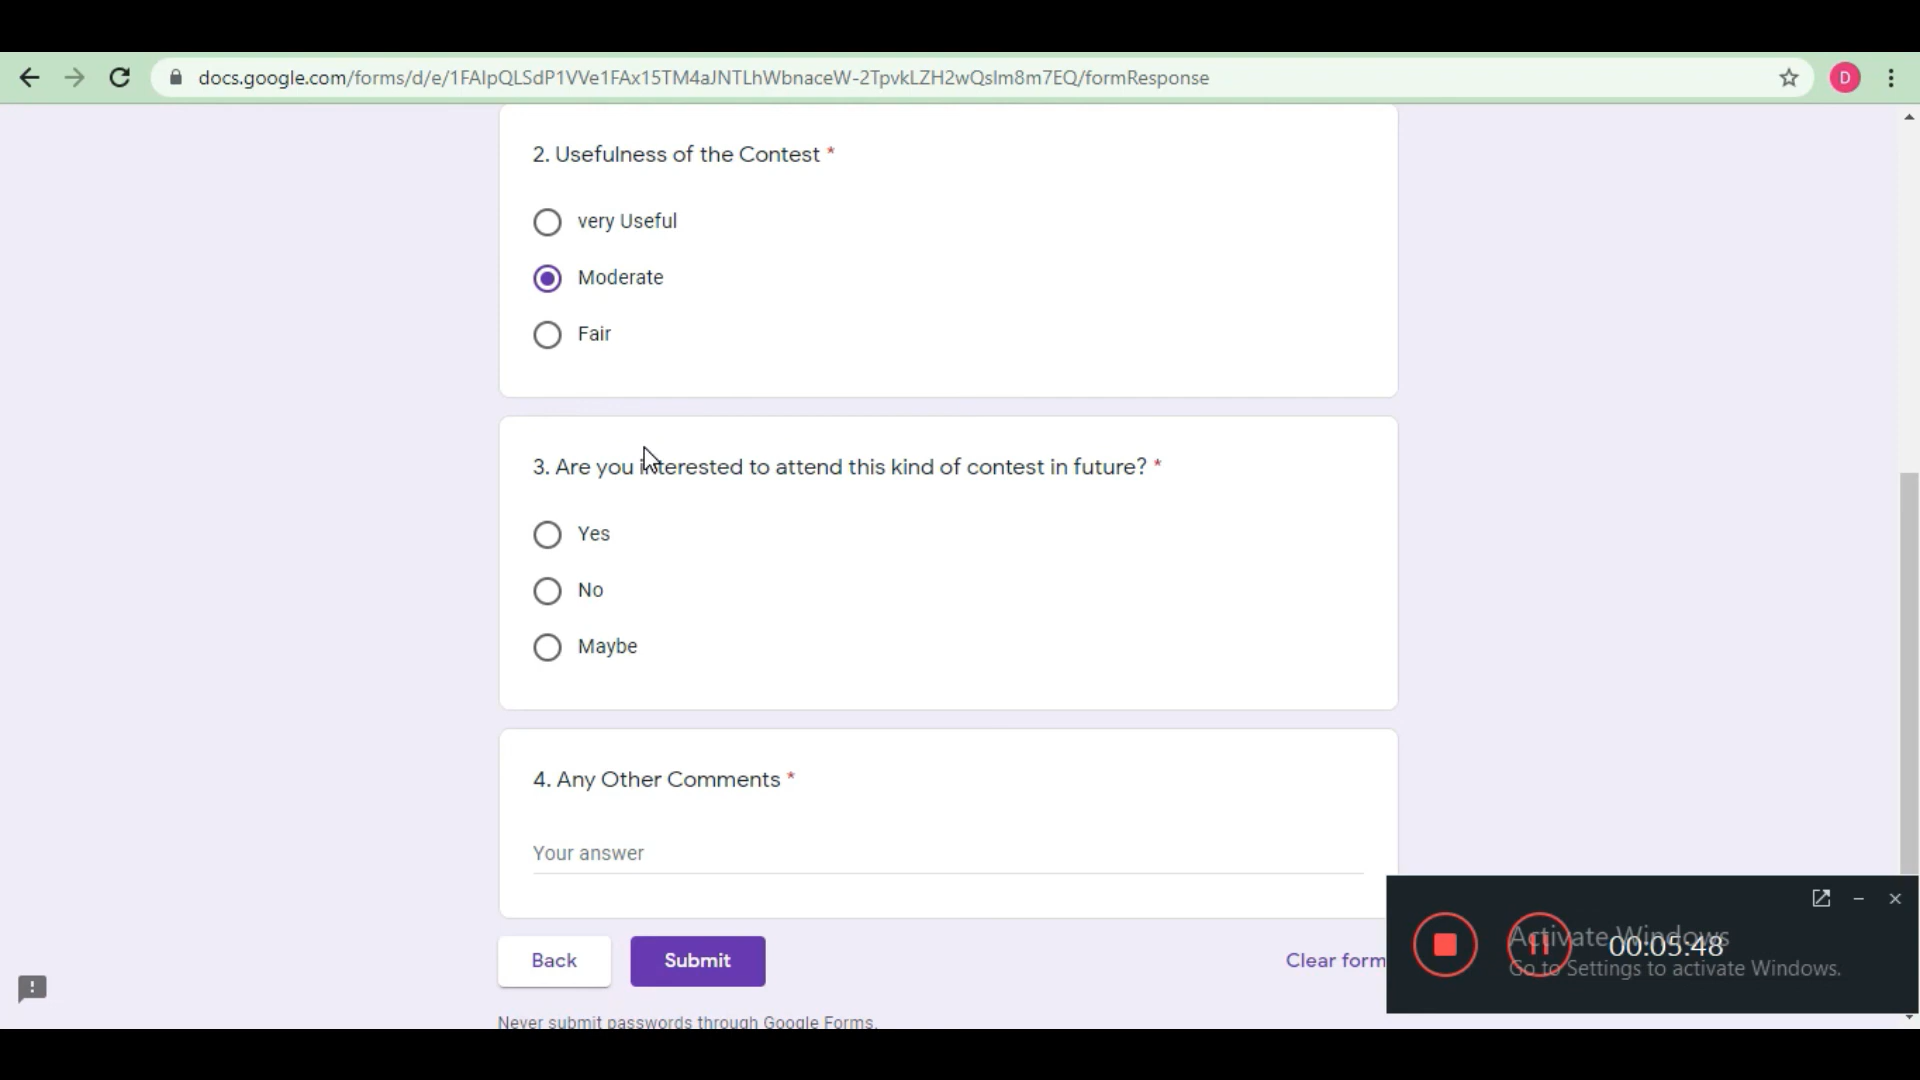 docs.google.com/forms/d/e/1FAIpQLSdP1VVe1FAx15TM4aJNTLhWbnaceW-2TpvkLZH2wQsIm8m7EQ/formResponse
D
2. Usefulness of the Contest *
very Useful
Moderate
Fair
3. Are you interested to attend this kind of contest in future? *
Yes
No
Maybe
4. Any Other Comments *
Your answer
Back
Submit
Clear form
Activate Windows
00:05:48
Go to Settings to activate Windows.
Never submit passwords through Google Forms.